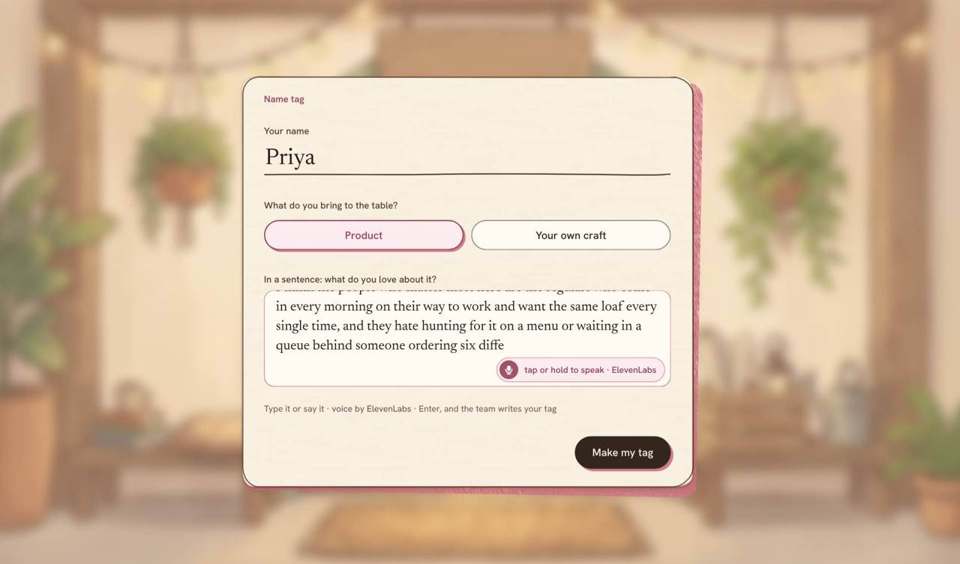 Name tag
Your name
Priya
What do you bring to the table?
Product
Your own craft
In a sentence: what do you love about it?
in every morning on their way to work and want the same loaf every
single time, and they hate hunting for it on a menu or waiting in a
queue behind someone ordering six diffe
tap or hold to speak · ElevenLabs
Type it or say it · voice by ElevenLabs · Enter, and the team writes your tag
Make my tag